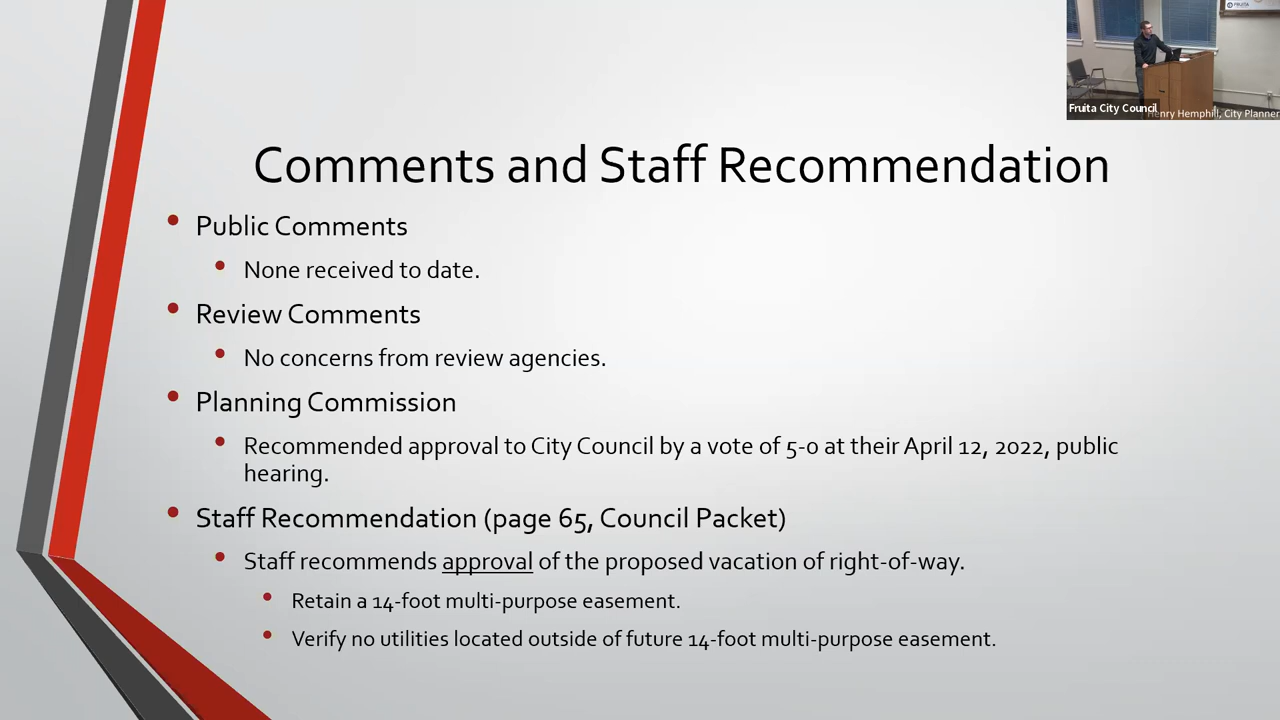 FRUITA
Fruita City Council
Henry Hemphill, City Planner
Comments and Staff Recommendation
Public Comments
None received to date.
Review Comments
No concerns from review agencies.
Planning Commission
Recommended approval to City Council by a vote of 5-0 at their April 12, 2022, public
hearing.
Staff Recommendation (page 65, Council Packet)
Staff recommends approval of the proposed vacation of right-of-way.
Retain a 14-foot multi-purpose easement.
Verify no utilities located outside of future 14-foot multi-purpose easement.